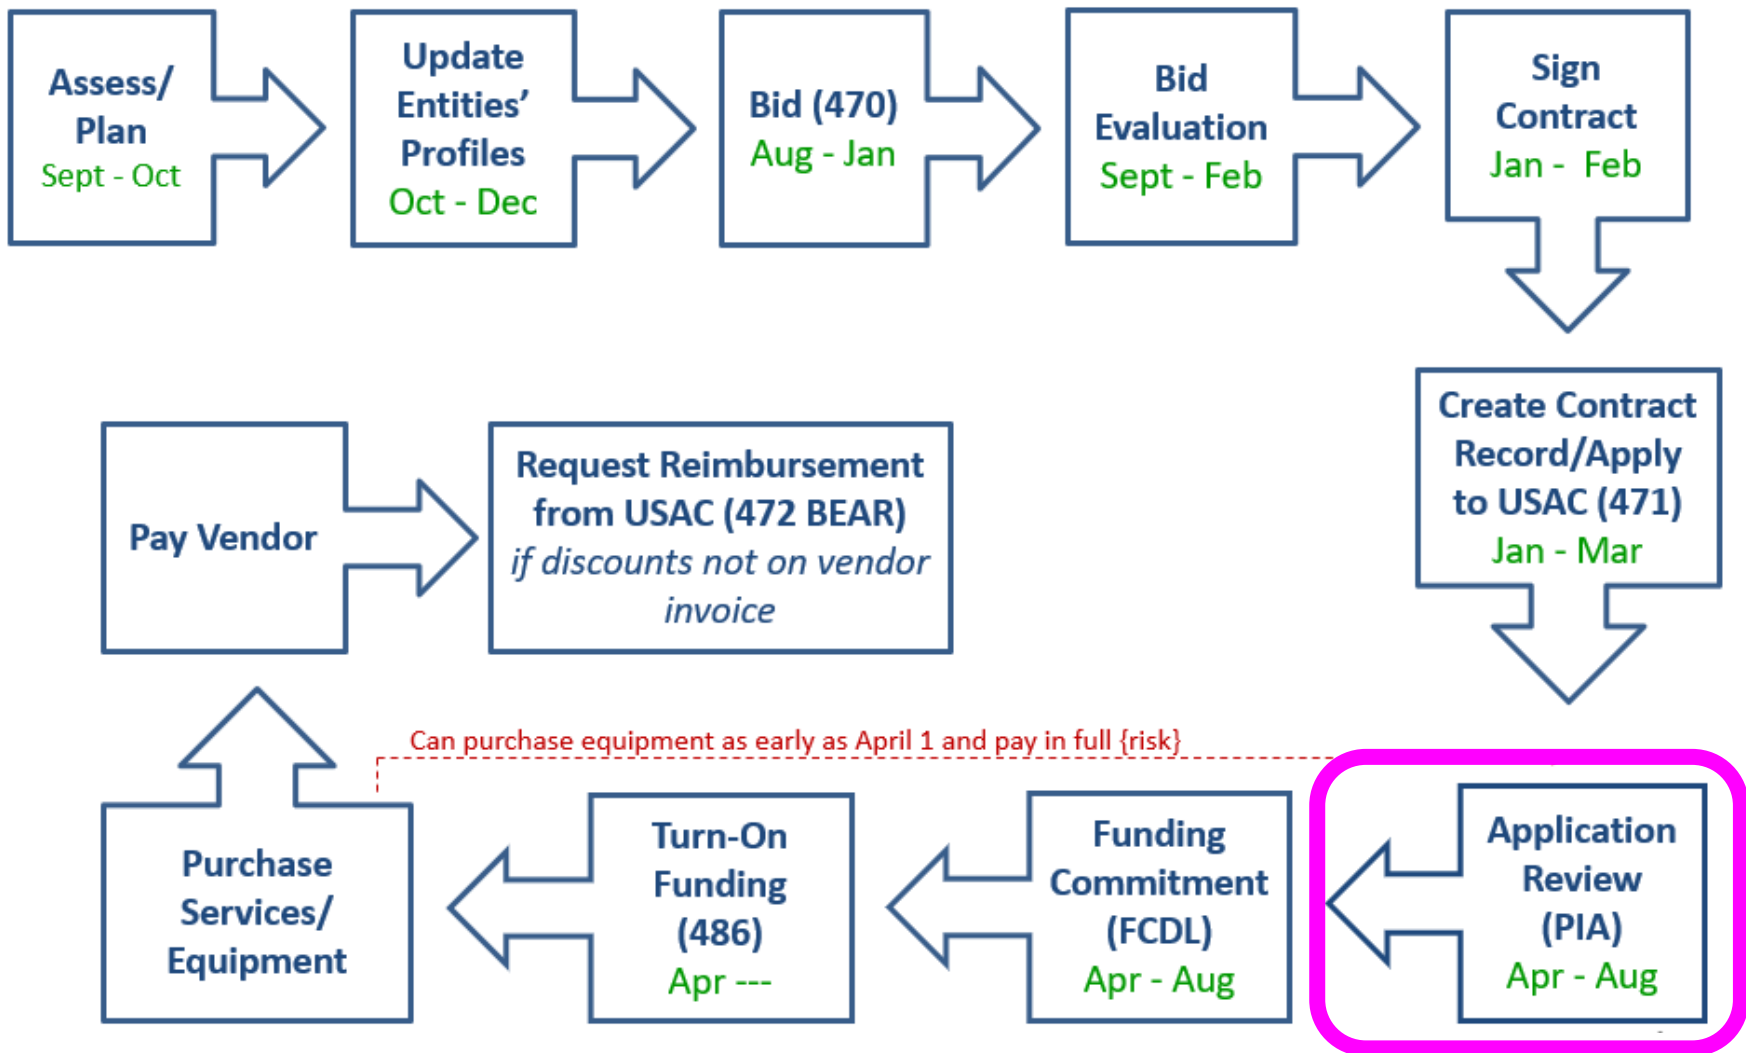 Assess/
Plan
Sept - Oct
Update
Entities’
Profiles
Oct - Dec
Bid (470)
Aug - Jan
Bid
Evaluation
Sept - Feb
Sign
Contract
Jan - Feb
Create Contract
Record/Apply
to USAC (471)
Jan - Mar
Application
Review
(PIA)
Apr - Aug
Funding
Commitment
(FCDL)
Apr - Aug
Turn-On
Funding
(486)
Apr ---
Can purchase equipment as early as April 1 and pay in full {risk}
Purchase
Services/
Equipment
Pay Vendor
Request Reimbursement
from USAC (472 BEAR)
if discounts not on vendor
invoice